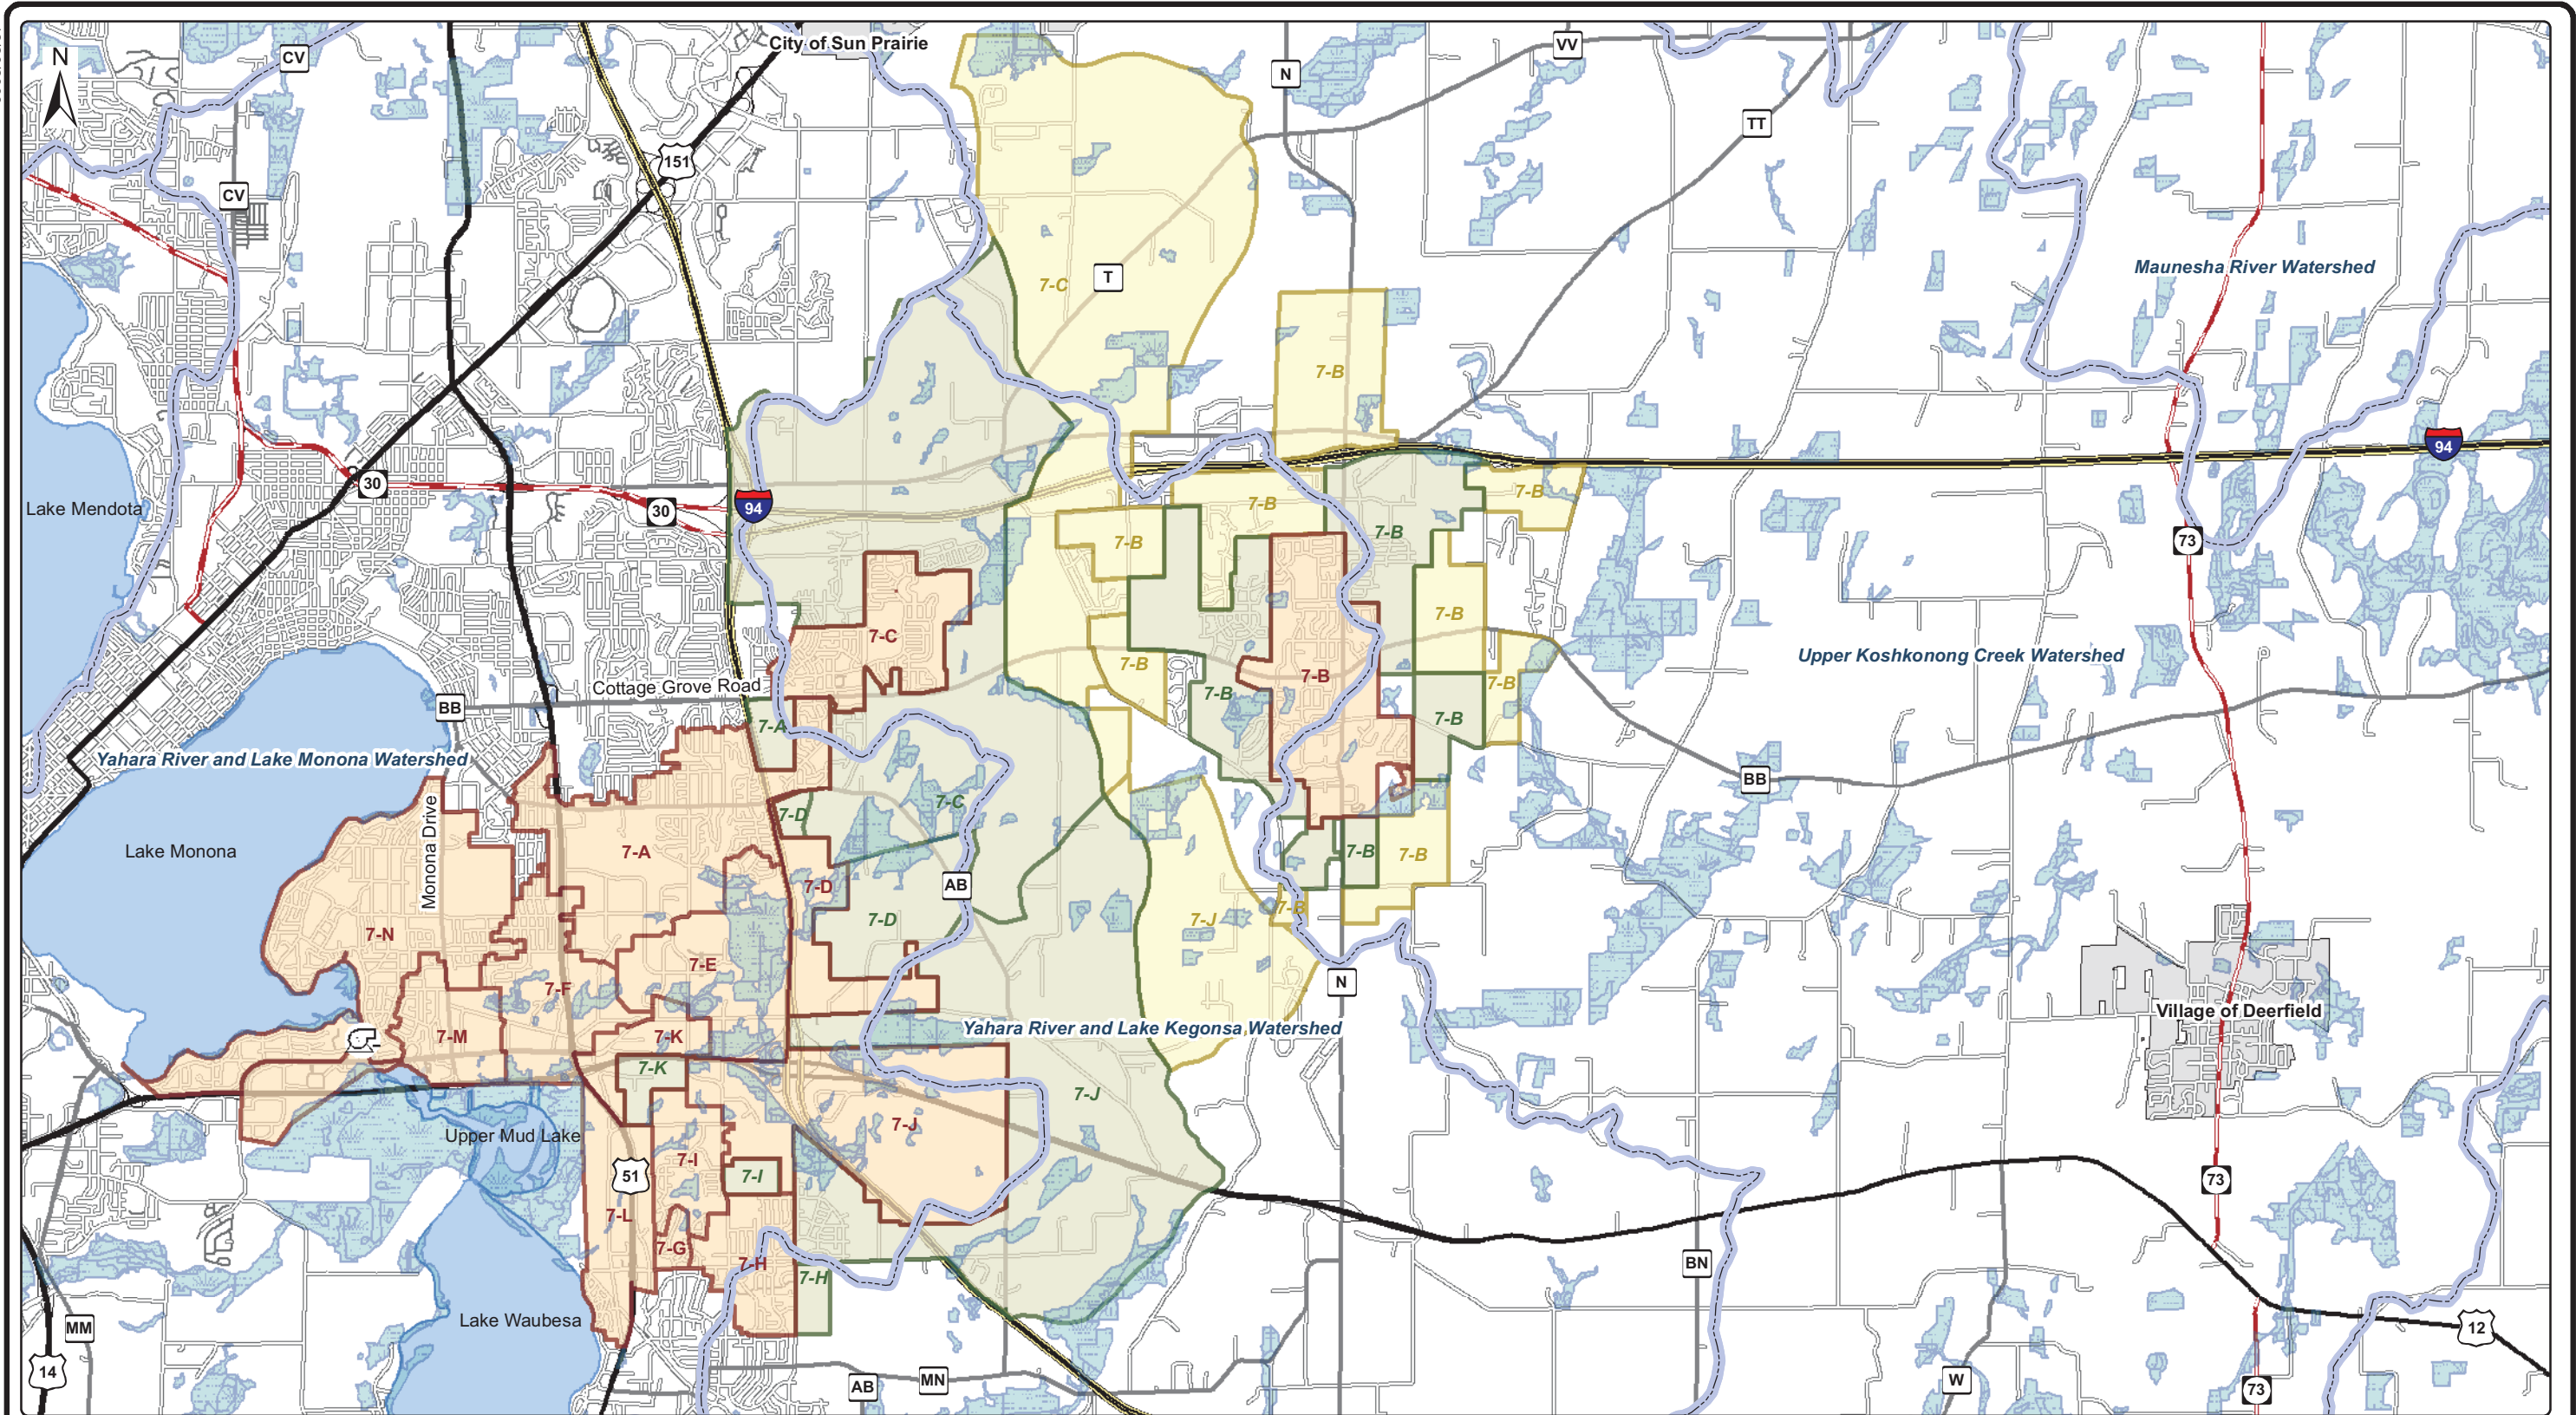 City of Sun Prairie
CV
VV
N
N
TT
151
CV
Maunesha River Watershed
7-C
T
7-B
94
30
30
94
7-B
7-B
7-B
7-B
73
7-B
7-C
7-B
7-B
7-B
Upper Koshkonong Creek Watershed
Lake Mendota
Cottage Grove Road
7-B
7-B
BB
7-B
7-A
Yahara River and Lake Monona Watershed
BB
7-C
7-D
Monona Drive
Lake Monona
7-A
7-B
7-B
7-D
AB
7-D
7-J
7-B
7-N
7-E
7-F
N
Village of Deerfield
Yahara River and Lake Kegonsa Watershed
7-M
7-K
7-K
7-J
7-J
Upper Mud Lake
7-I
7-I
51
73
7-L
7-G
7-H
7-H
BN
Lake Waubesa
MM
12
14
AB
MN
W
73